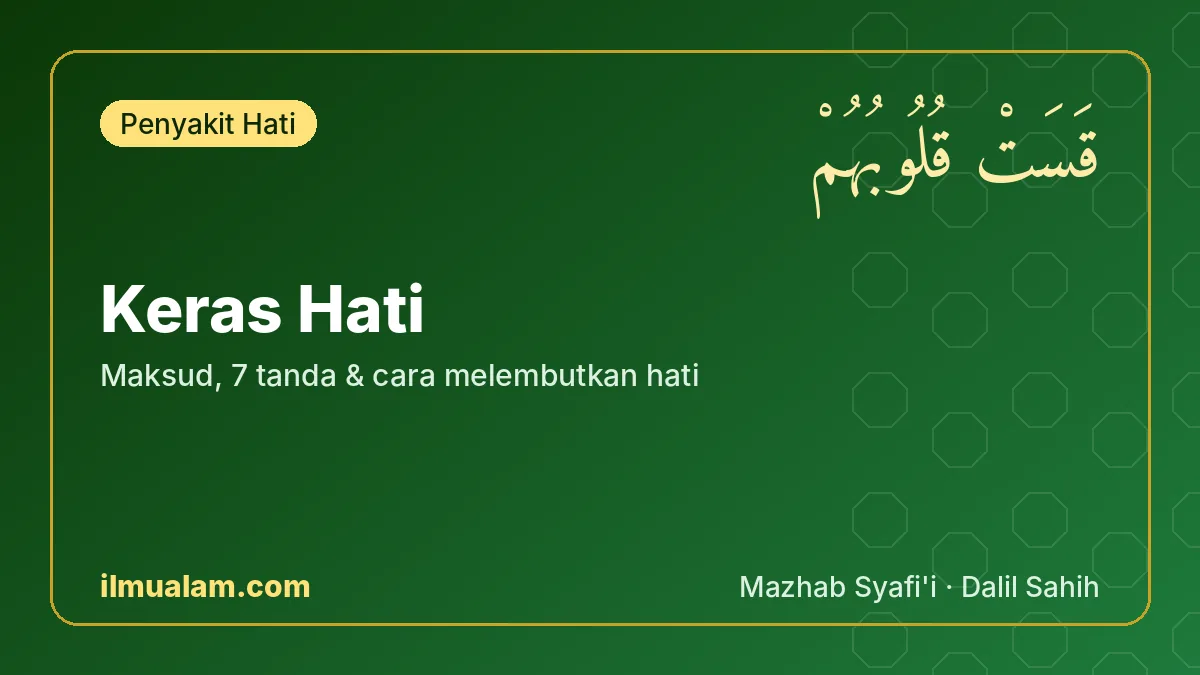 Penyakit Hati
قَسَتْ قُلُوبُهُمْ
Keras Hati
Maksud, 7 tanda & cara melembutkan hati
ilmualam.com
Mazhab Syafi'i · Dalil Sahih